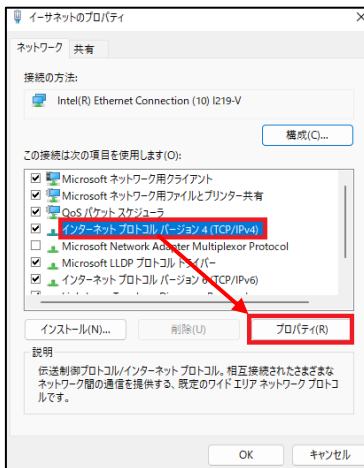 イーサネットのプロパティ
ネットワーク 共有
接続の方法:
Intel(R) Ethernet Connection (10) I219-V
構成(C)...
この接続は次の項目を使用します(O):
Microsoft ネットワーク用クライアント
Microsoft ネットワーク用ファイルとプリンター共有
QoS パケット スケジューラ
インターネット プロトコル バージョン 4 (TCP/IPv4)
Microsoft Network Adapter Multiplexor Protocol
Microsoft LLDP プロトコル ドライバー
インターネット プロトコル バージョン 6 (TCP/IPv6)
インストール(N)... 削除(U) プロパティ(R)
説明
伝送制御プロトコル/インターネット プロトコル。相互接続されたさまざまな
ネットワーク間の通信を提供する、既定のワイド エリア ネットワーク プロトコ
ルです。
OK キャンセル